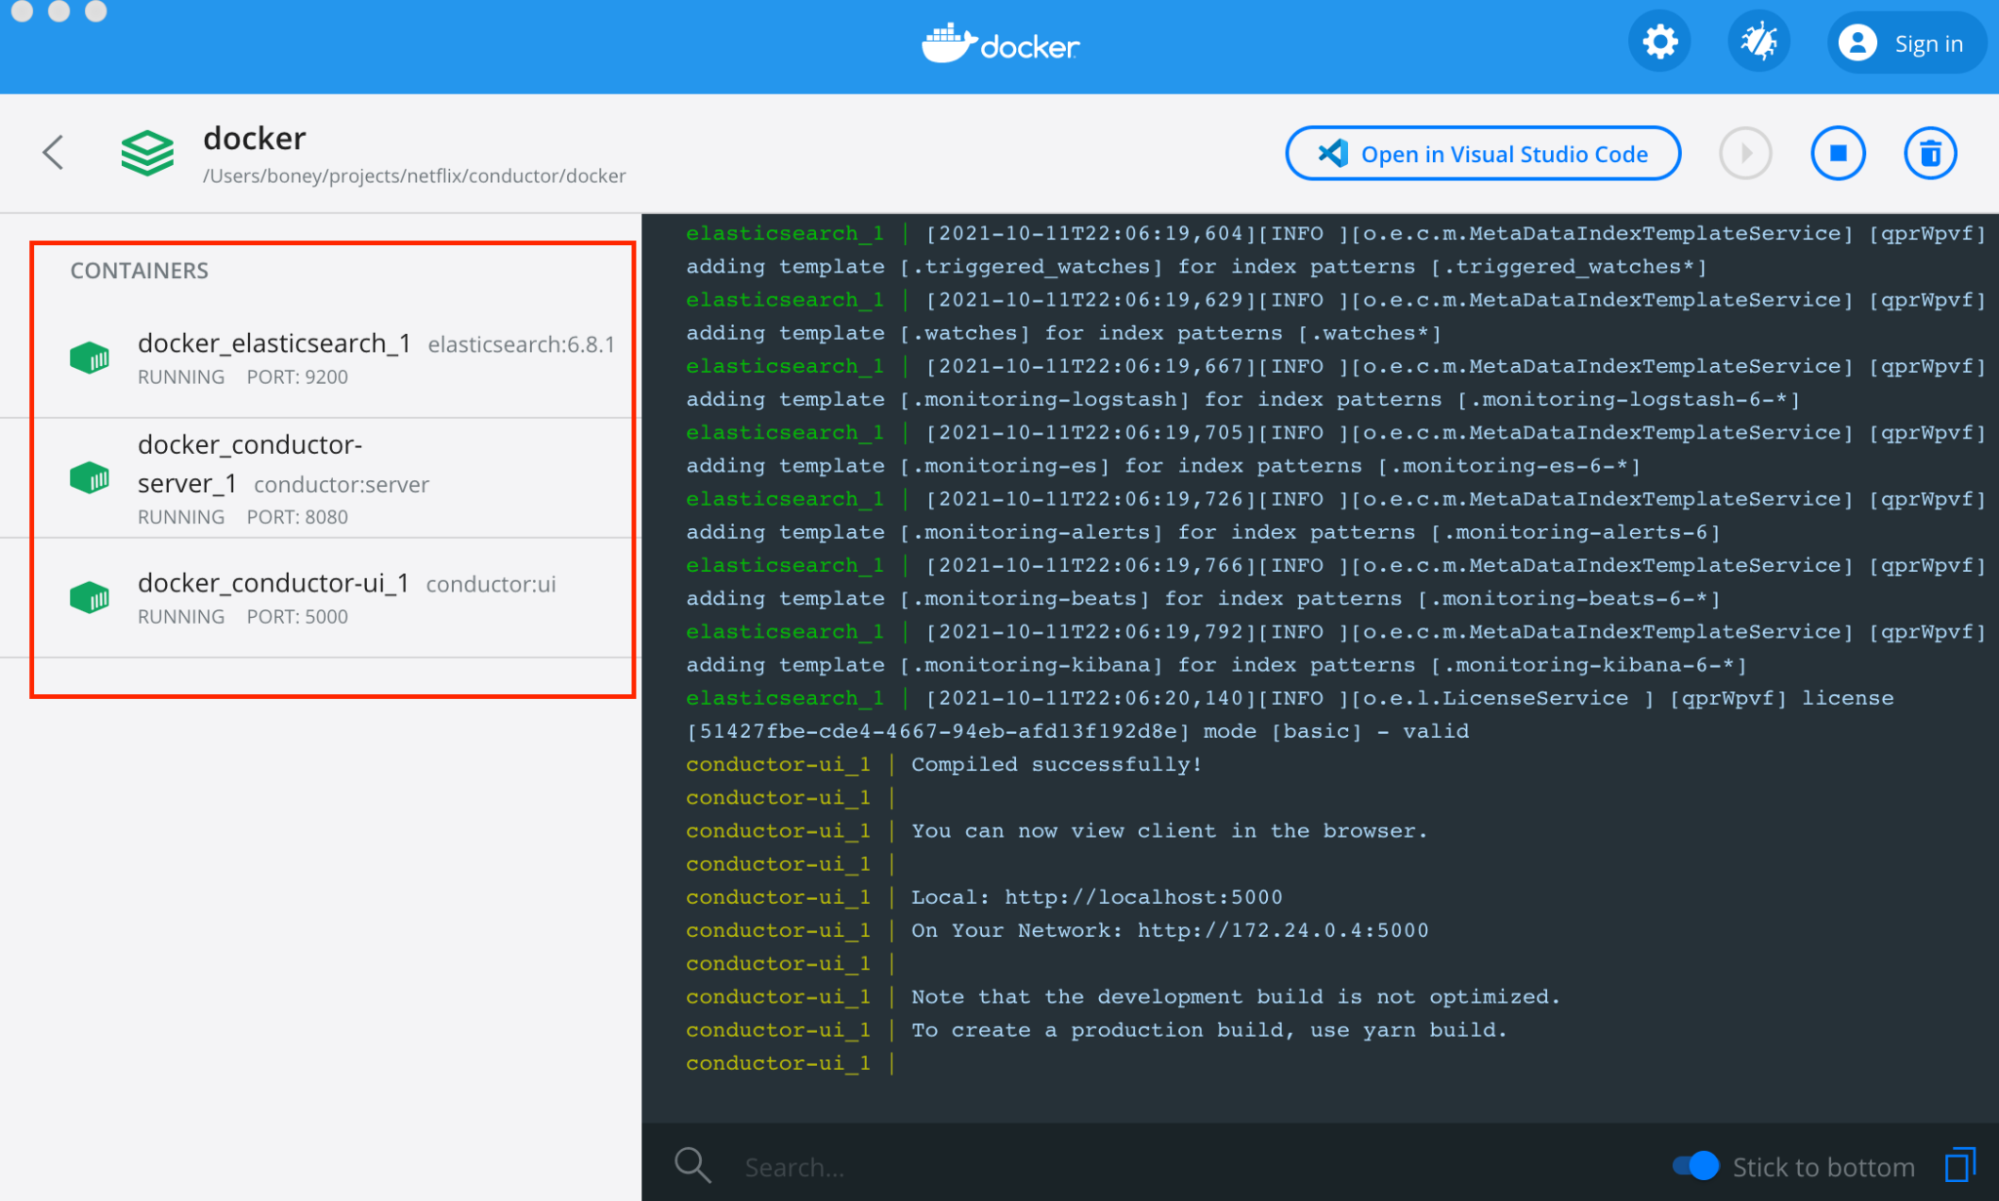 docker
Sign in
docker
/Users/boney/projects/netflix/conductor/docker
Open in Visual Studio Code
CONTAINERS
docker_elasticsearch_1 elasticsearch:6.8.1
RUNNING PORT: 9200
docker_conductor-
server_1 conductor:server
RUNNING PORT: 8080
docker_conductor-ui_1 conductor:ui
RUNNING PORT: 5000
elasticsearch_1 | [2021-10-11T22:06:19,604][INFO ][o.e.c.m.MetaDataIndexTemplateService] [qprWpvf]
adding template [.triggered_watches] for index patterns [.triggered_watches*]
elasticsearch_1 | [2021-10-11T22:06:19,629][INFO ][o.e.c.m.MetaDataIndexTemplateService] [qprWpvf]
adding template [.watches] for index patterns [.watches*]
elasticsearch_1 | [2021-10-11T22:06:19,667][INFO ][o.e.c.m.MetaDataIndexTemplateService] [qprWpvf]
adding template [.monitoring-logstash] for index patterns [.monitoring-logstash-6-*]
elasticsearch_1 | [2021-10-11T22:06:19,705][INFO ][o.e.c.m.MetaDataIndexTemplateService] [qprWpvf]
adding template [.monitoring-es] for index patterns [.monitoring-es-6-*]
elasticsearch_1 | [2021-10-11T22:06:19,726][INFO ][o.e.c.m.MetaDataIndexTemplateService] [qprWpvf]
adding template [.monitoring-alerts] for index patterns [.monitoring-alerts-6]
elasticsearch_1 | [2021-10-11T22:06:19,766][INFO ][o.e.c.m.MetaDataIndexTemplateService] [qprWpvf]
adding template [.monitoring-beats] for index patterns [.monitoring-beats-6-*]
elasticsearch_1 | [2021-10-11T22:06:19,792][INFO ][o.e.c.m.MetaDataIndexTemplateService] [qprWpvf]
adding template [.monitoring-kibana] for index patterns [.monitoring-kibana-6-*]
elasticsearch_1 | [2021-10-11T22:06:20,140][INFO ][o.e.l.LicenseService ] [qprWpvf] license
[51427fbe-cde4-4667-94eb-afd13f192d8e] mode [basic] - valid
conductor-ui_1 | Compiled successfully!
conductor-ui_1 |
conductor-ui_1 | You can now view client in the browser.
conductor-ui_1 |
conductor-ui_1 | Local: http://localhost:5000
conductor-ui_1 | On Your Network: http://172.24.0.4:5000
conductor-ui_1 |
conductor-ui_1 | Note that the development build is not optimized.
conductor-ui_1 | To create a production build, use yarn build.
conductor-ui_1 |
Search...
Stick to bottom